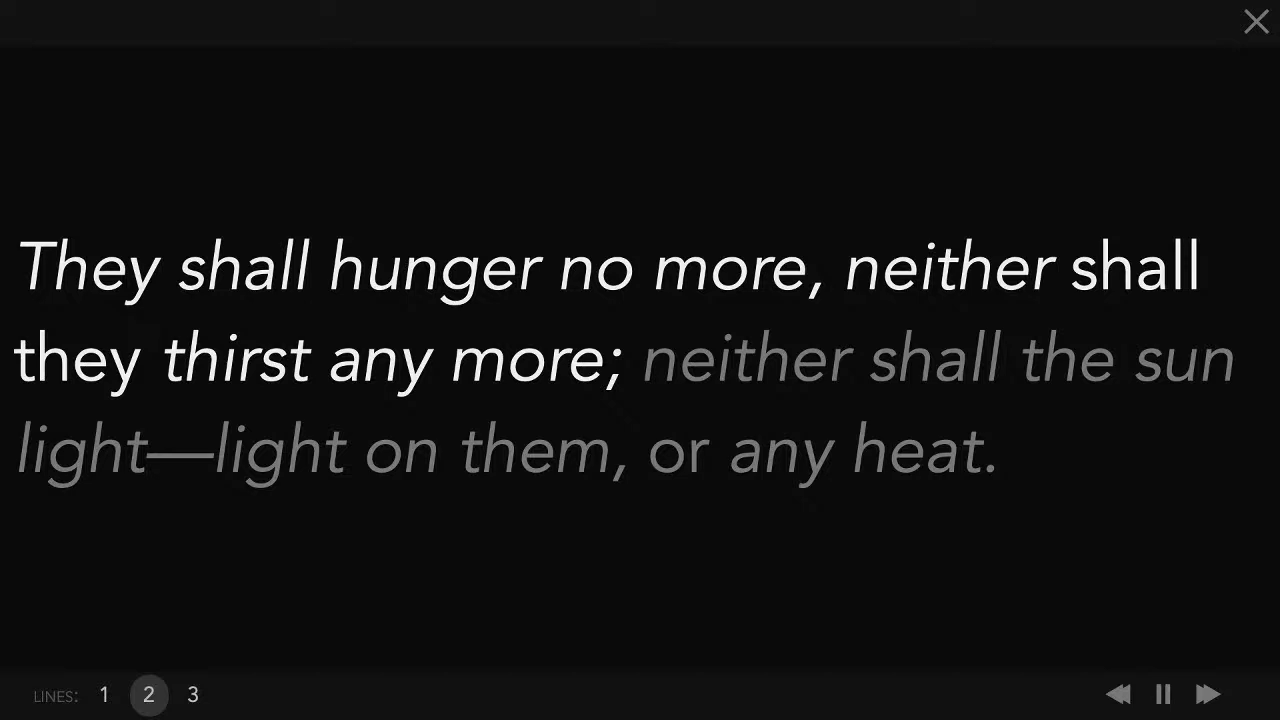 They shall hunger no more, neither shall
they thirst any more; neither shall the sun
light—light on them, or any heat.
LINES: 1 2 3